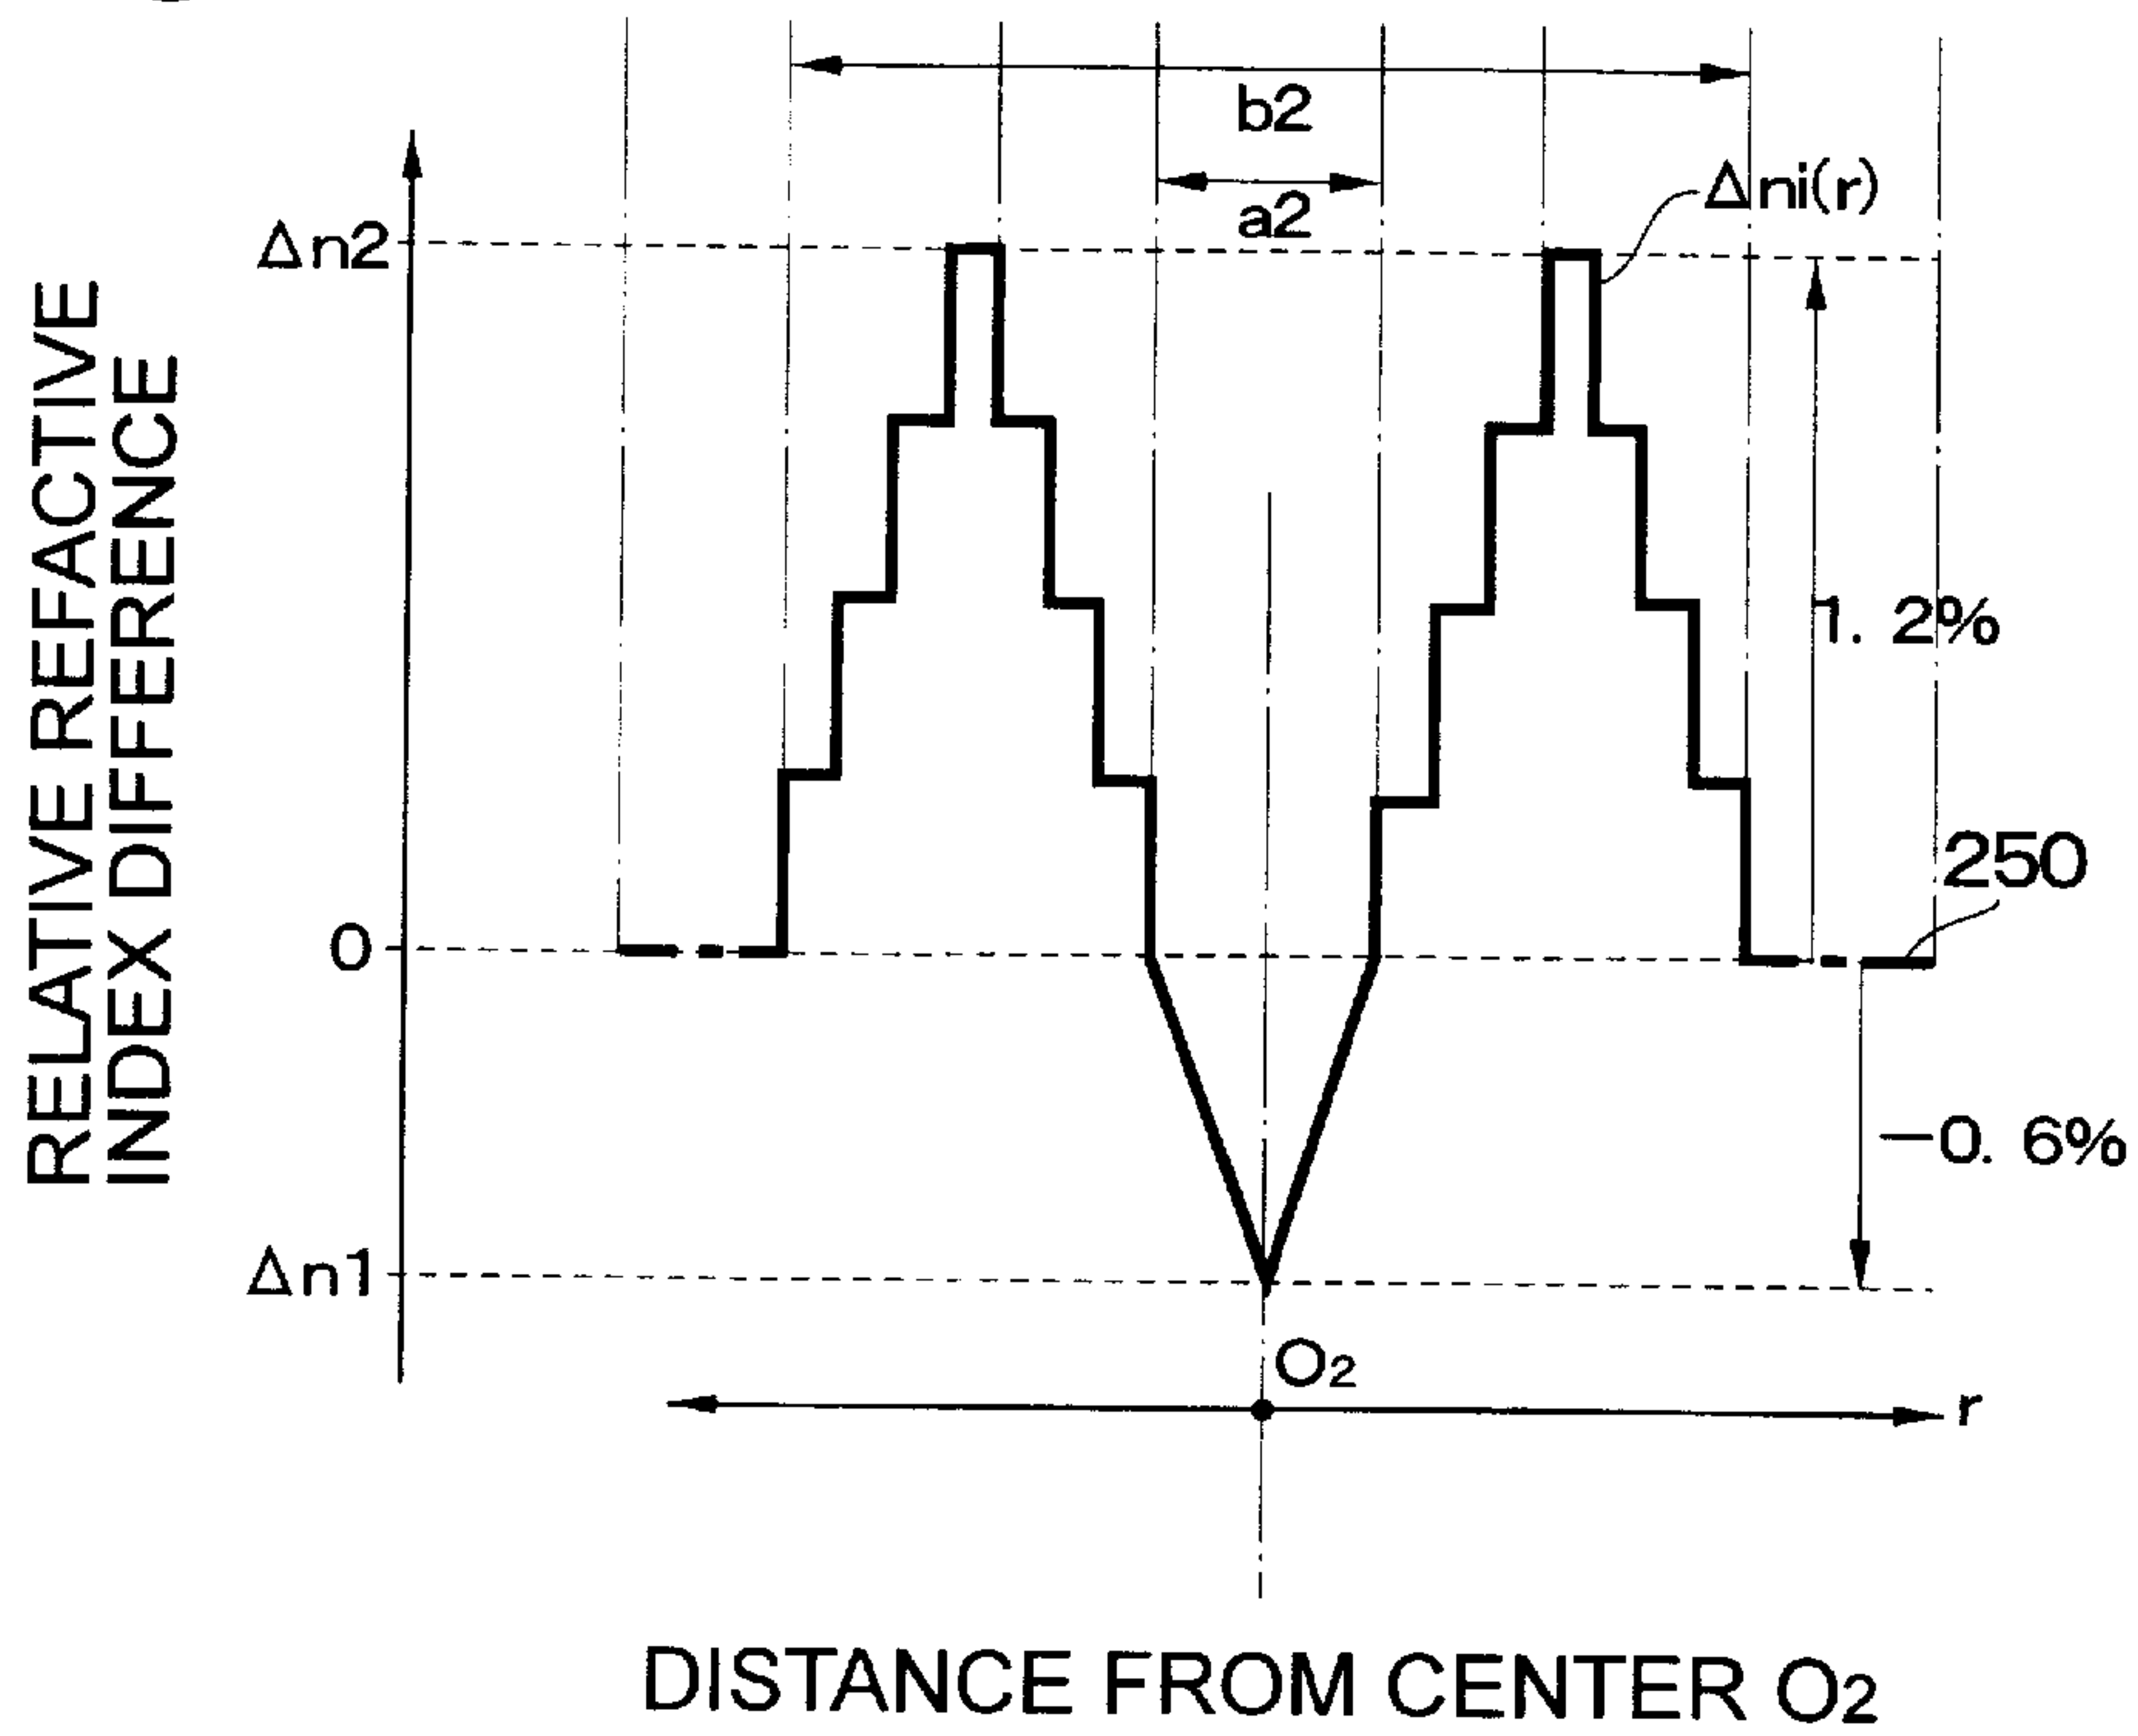 b2
a2
Δni(r)
Δn2
RELATIVE REFACTIVE
INDEX DIFFERENCE
1. 2%
250
0
−0. 6%
Δn1
O2
r
DISTANCE FROM CENTER O2